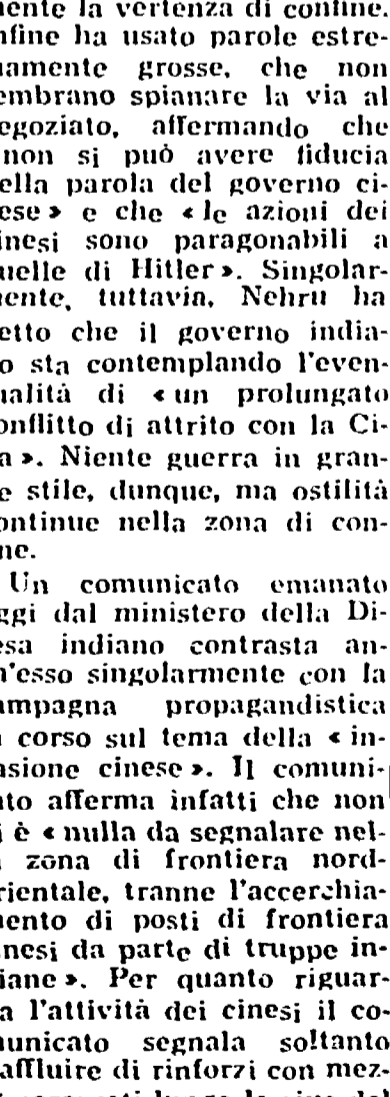 mente la vertenza di confine.
nfine ha usato parole estre-
mamente grosse, che non
embrano spianare la via al
egoziato, affermando che
non si può avere fiducia
ella parola del governo ci-
ese» e che «le azioni dei
inesi sono paragonabili a
uelle di Hitler». Singolar-
mente, tuttavia, Nehru ha
etto che il governo india-
o sta contemplando l'even-
ualità di «un prolungato
onflitto di attrito con la Ci-
a». Niente guerra in gran-
e stile, dunque, ma ostilità
ontinue nella zona di con-
ne.
Un comunicato emanato
ggi dal ministero della Di-
esa indiano contrasta an-
h'esso singolarmente con la
ampagna propagandistica
n corso sul tema della «in-
asione cinese». Il comuni-
ato afferma infatti che non
i è «nulla da segnalare nel-
a zona di frontiera nord-
rientale, tranne l'accerchia-
mento di posti di frontiera
inesi da parte di truppe in-
iane». Per quanto riguar-
a l'attività dei cinesi il co-
municato segnala soltanto
'affluire di rinforzi con mez-